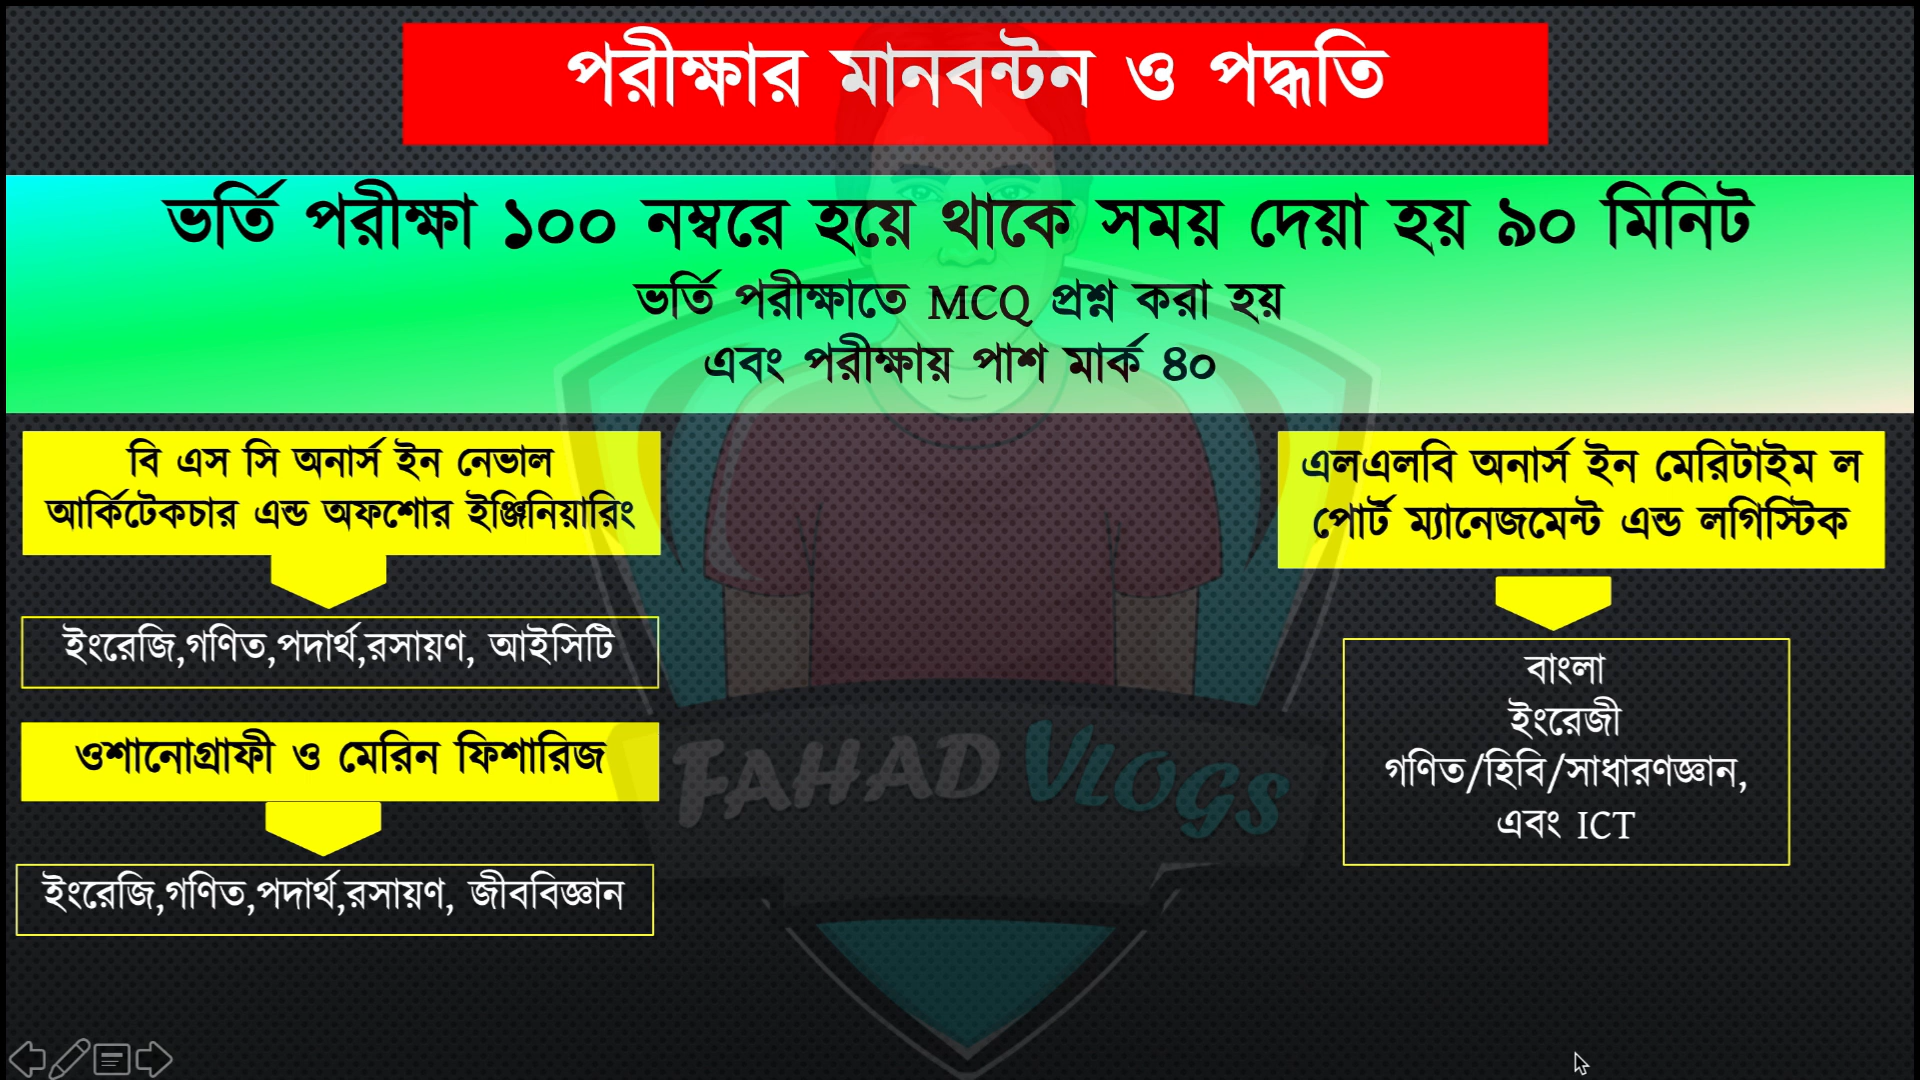 পরীক্ষার মানবন্টন ও পদ্ধতি
ভর্তি পরীক্ষা ১০০ নম্বরে হয়ে থাকে সময় দেয়া হয় ৯০ মিনিট
ভর্তি পরীক্ষাতে MCQ প্রশ্ন করা হয়
এবং পরীক্ষায় পাশ মার্ক ৪০
বি এস সি অনার্স ইন নেভাল
আর্কিটেকচার এন্ড অফশোর ইঞ্জিনিয়ারিং
ইংরেজি,গণিত,পদার্থ,রসায়ণ, আইসিটি
ওশানোগ্রাফী ও মেরিন ফিশারিজ
ইংরেজি,গণিত,পদার্থ,রসায়ণ, জীববিজ্ঞান
এলএলবি অনার্স ইন মেরিটাইম ল
পোর্ট ম্যানেজমেন্ট এন্ড লগিস্টিক
বাংলা
ইংরেজী
গণিত/হিবি/সাধারণজ্ঞান,
এবং ICT
FAHAD VLOGS